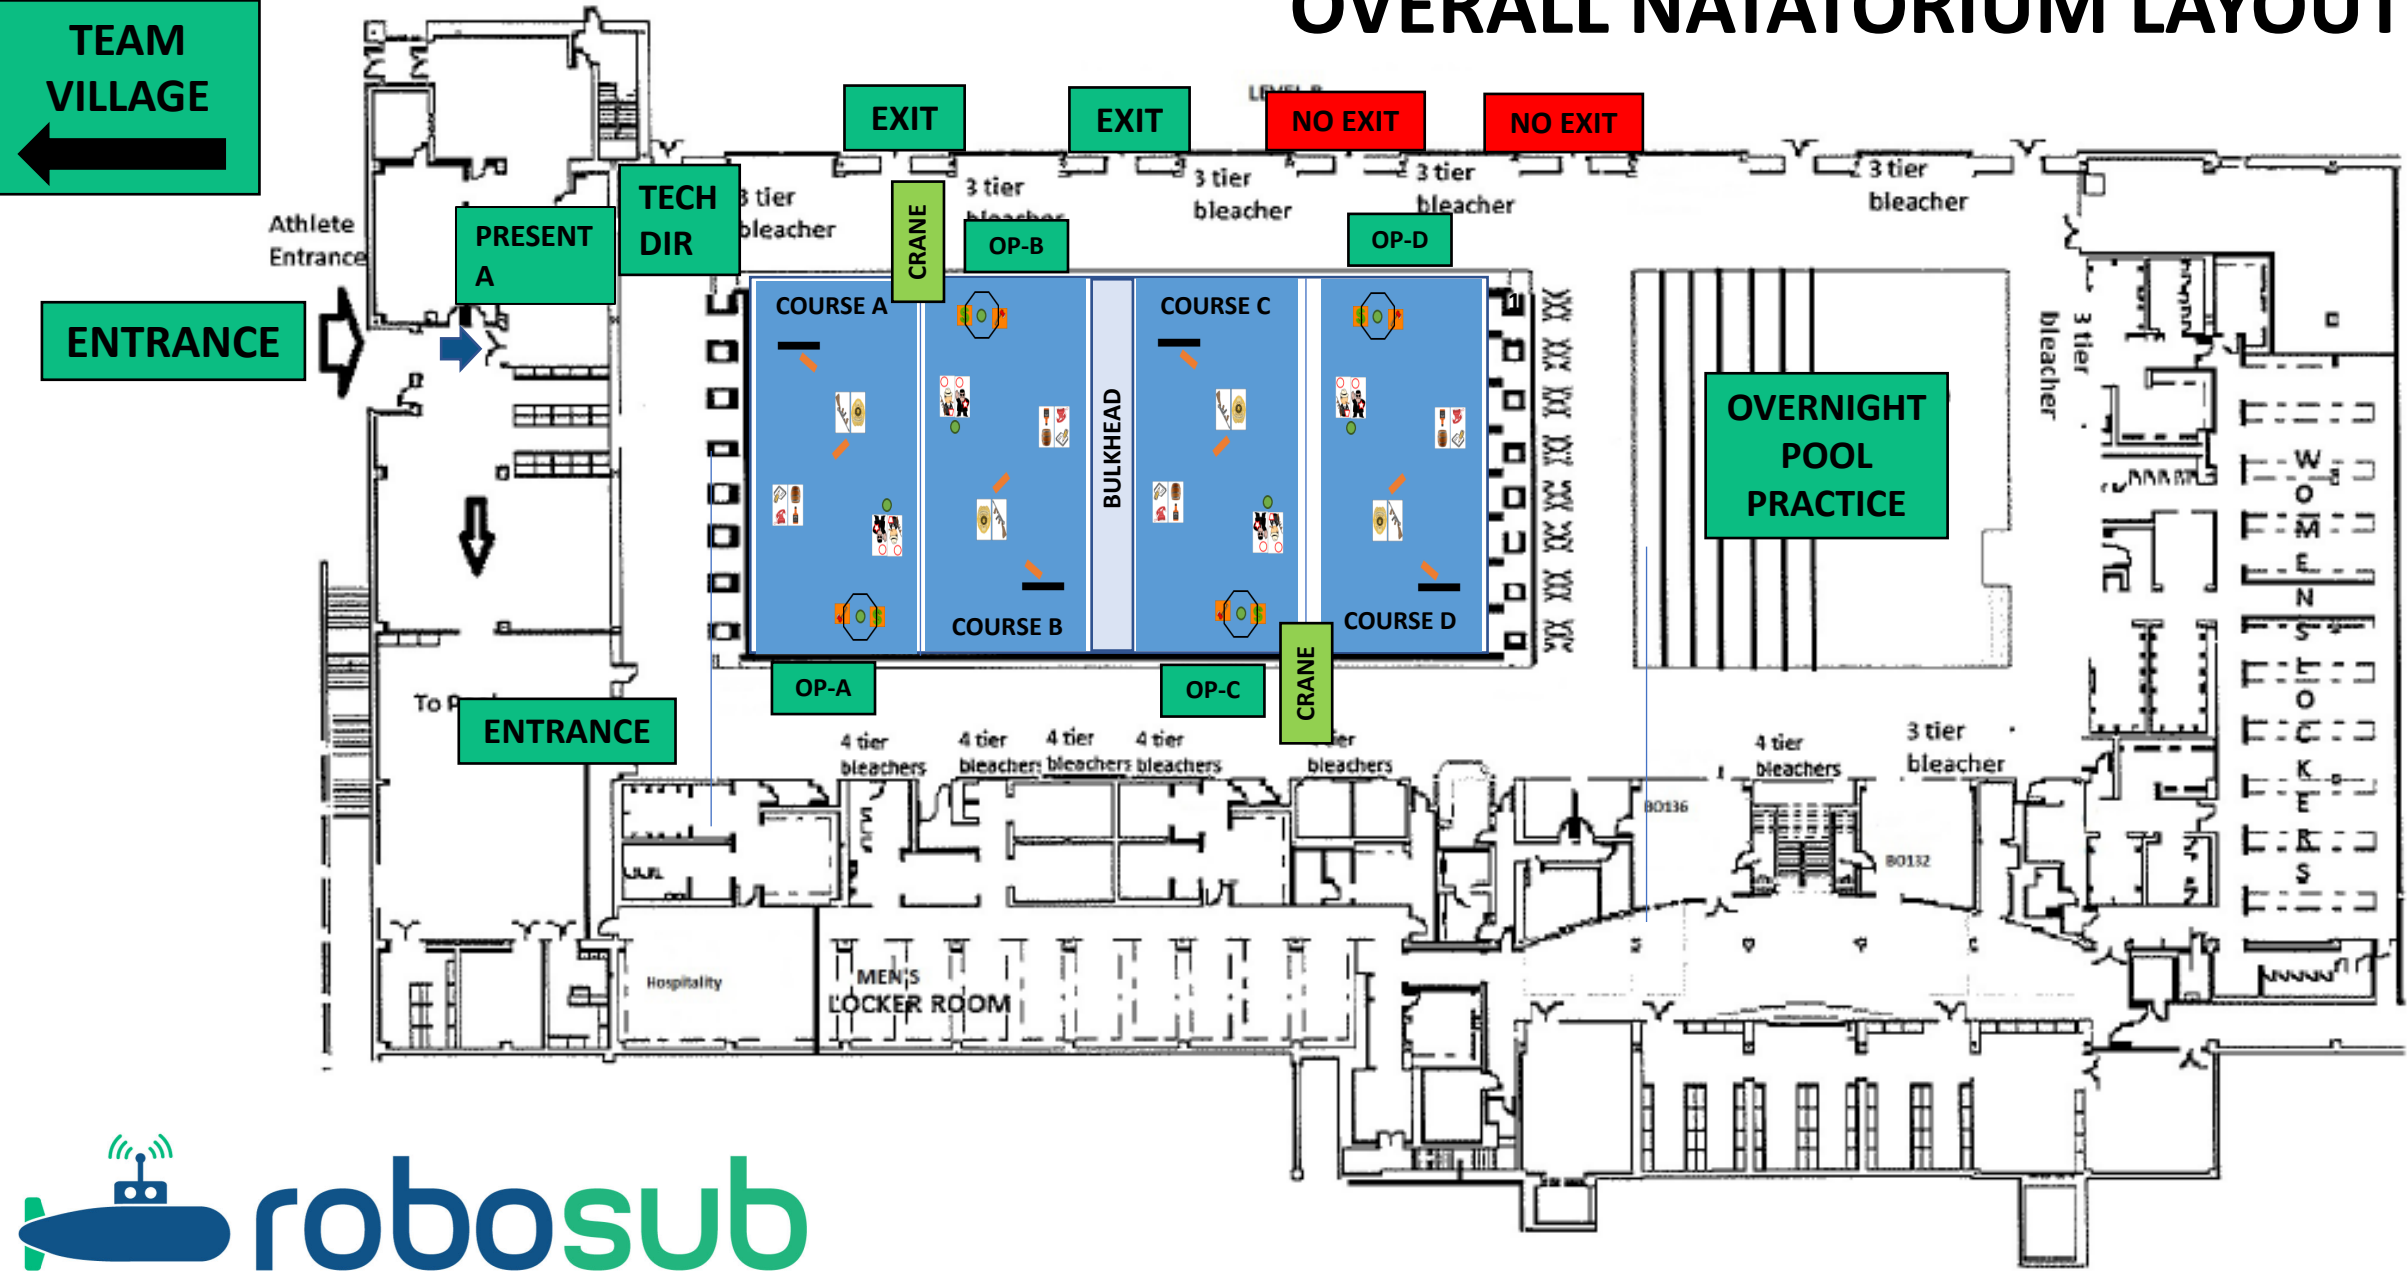 OVERALL NATATORIUM LAYOUT
TEAM
VILLAGE
EXIT
EXIT
NO EXIT
NO EXIT
3 tier
bleacher
3 tier
bleacher
3 tier
bleacher
3 tier
bleacher
3 tier
bleacher
TECH
DIR
CRANE
OP-B
OP-D
Athlete
Entrance
PRESENT
A
ENTRANCE
COURSE A
COURSE C
1
BULKHEAD
COURSE B
COURSE D
OVERNIGHT
POOL
PRACTICE
3 tier
bleacher
WOMEN'S LOCKERS
OP-A
OP-C
CRANE
To
ENTRANCE
4 tier
bleachers
4 tier
bleachers
4 tier
bleachers
4 tier
bleachers
bleachers
4 tier
bleachers
3 tier
bleacher
BO136
BO132
Hospitality
MEN'S
LOCKER ROOM
robosub